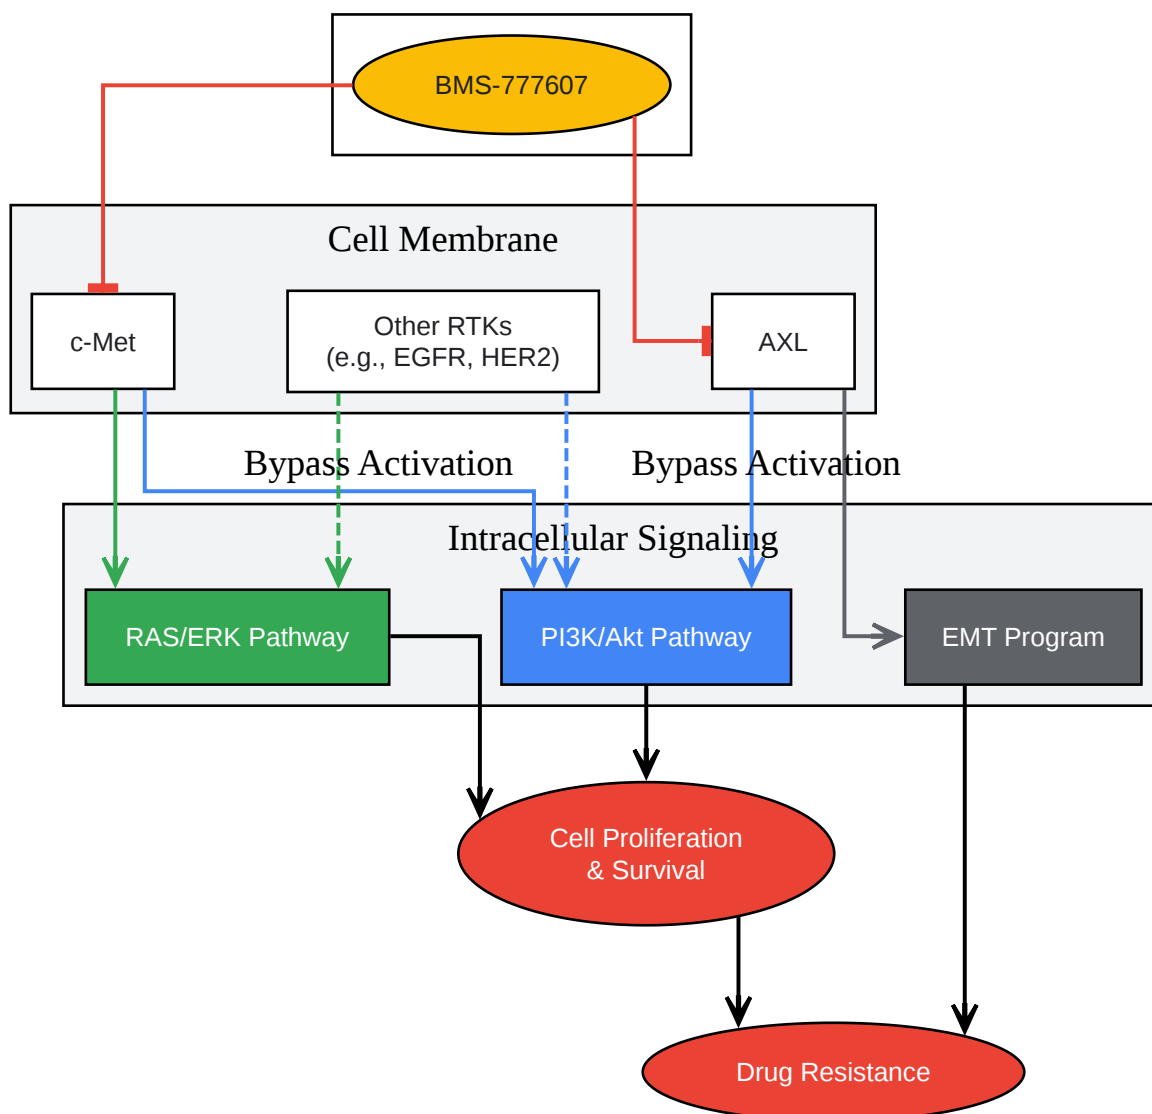 BMS-777607
Cell Membrane
c-Met
Other RTKs
(e.g., EGFR, HER2)
AXL
Bypass Activation
Bypass Activation
Intracellular Signaling
RAS/ERK Pathway
PI3K/Akt Pathway
EMT Program
Cell Proliferation
& Survival
Drug Resistance